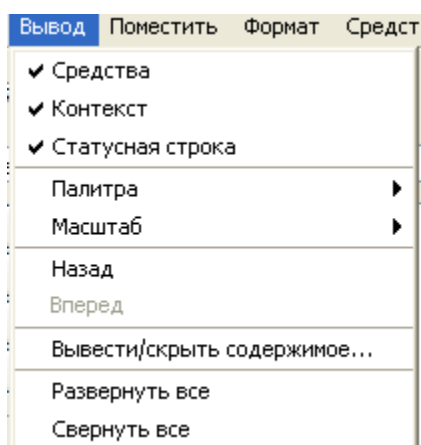 Вывод Поместить Формат Средст
Средства
Контекст
Статусная строка
Палитра
Масштаб
Назад
Вперед
Вывести/скрыть содержимое...
Развернуть все
Свернуть все